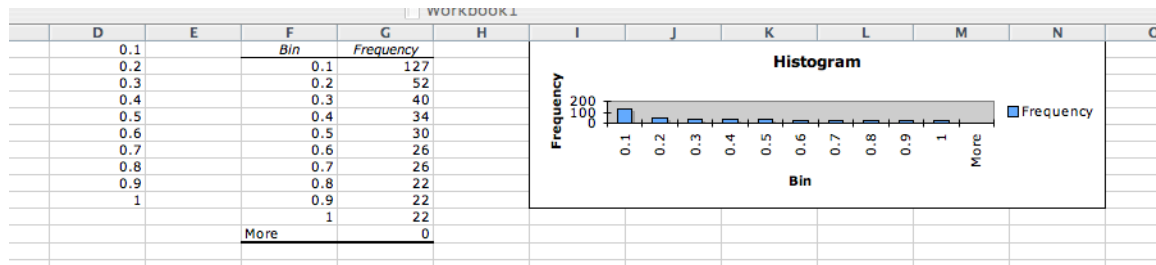 Workbook1
D E F G H I J K L M N
0.1 Bin Frequency
0.2 0.1 127
0.3 0.2 52
0.4 0.3 40
0.5 0.4 34
0.6 0.5 30
0.7 0.6 26
0.8 0.7 26
0.9 0.8 22
1 0.9 22
1 22
More 0
Histogram
Frequency
200
100
0
0.1 0.2 0.3 0.4 0.5 0.6 0.7 0.8 0.9 1 More
Bin
Frequency